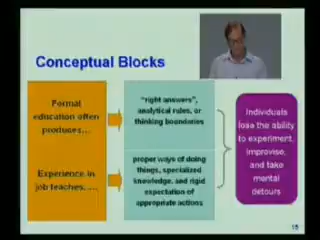 Conceptual Blocks
Formal
education often
produces...
"right answers",
analytical rules, or
thinking boundaries
Experience in
job teaches.....
proper ways of doing
things, specialized
knowledge, and rigid
expectation of
appropriate actions
Individuals
lose the ability
to experiment,
improvise,
and take
mental
detours
15